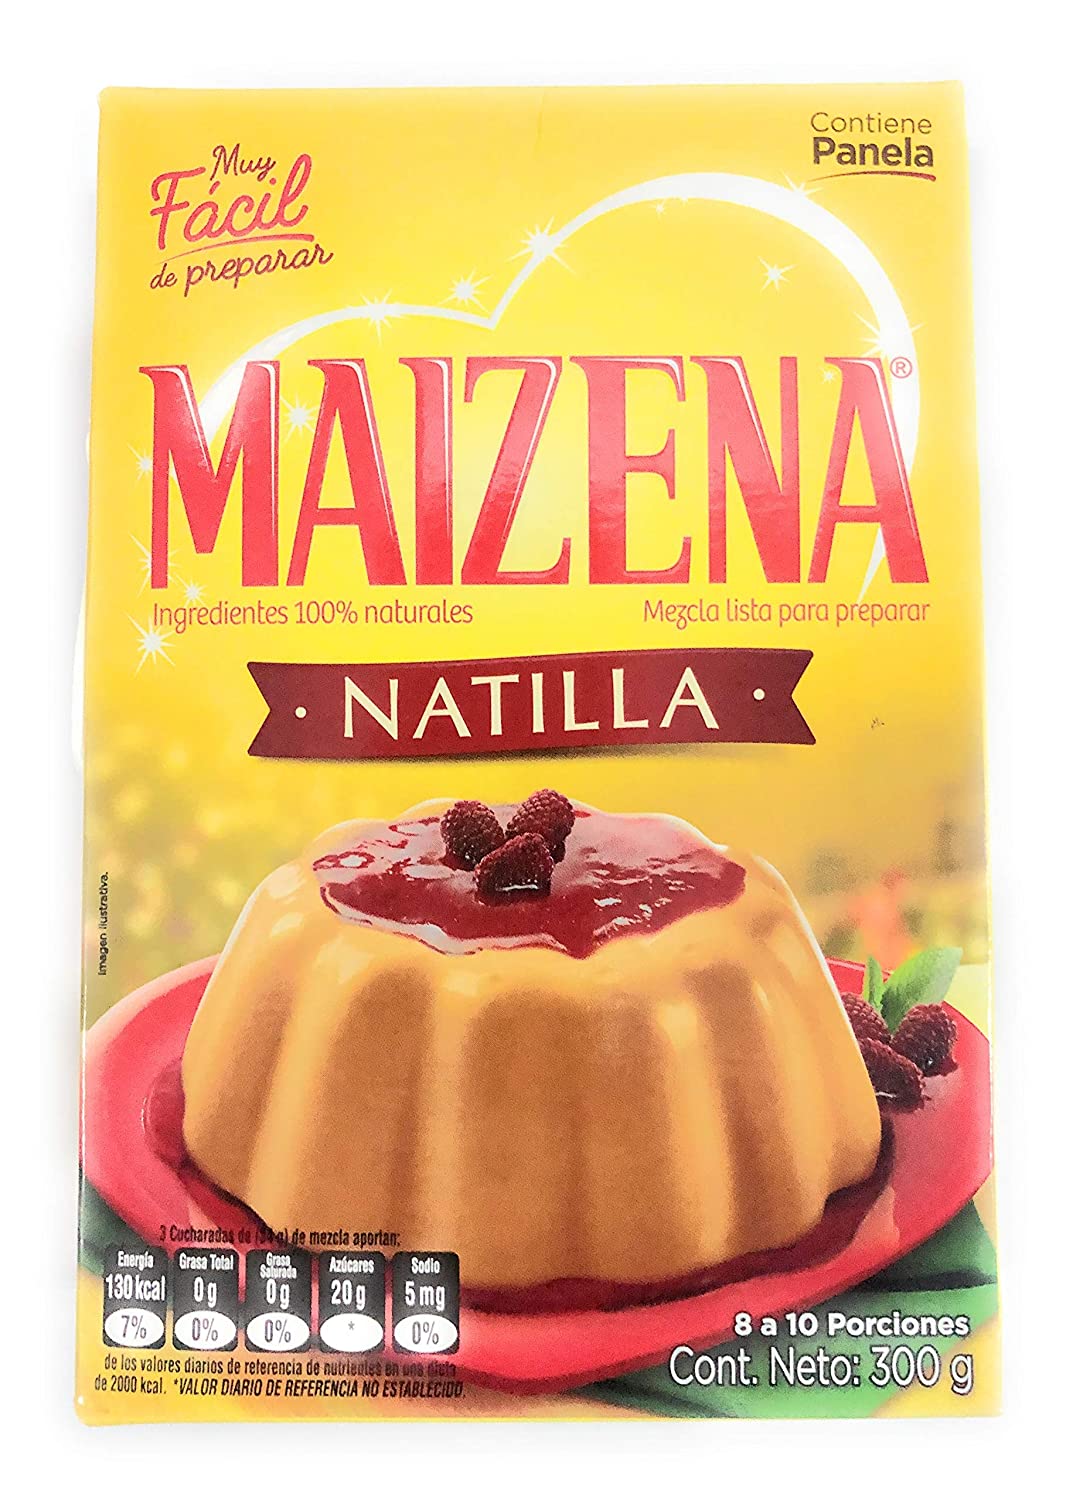 Muy
Fácil
de preparar
Contiene
Panela
MAIZENA®
Ingredientes 100% naturales
Mezcla lista para preparar
· NATILLA ·
Imagen ilustrativa.
3 Cucharadas de (34 g) de mezcla aportan:
Energía
130 kcal
7%
Grasa Total
0 g
0%
Grasa
Saturada
0 g
0%
Azúcares
20 g
*
Sodio
5 mg
0%
de los valores diarios de referencia de nutrientes en una dieta
de 2000 kcal. *VALOR DIARIO DE REFERENCIA NO ESTABLECIDO.
8 a 10 Porciones
Cont. Neto: 300 g